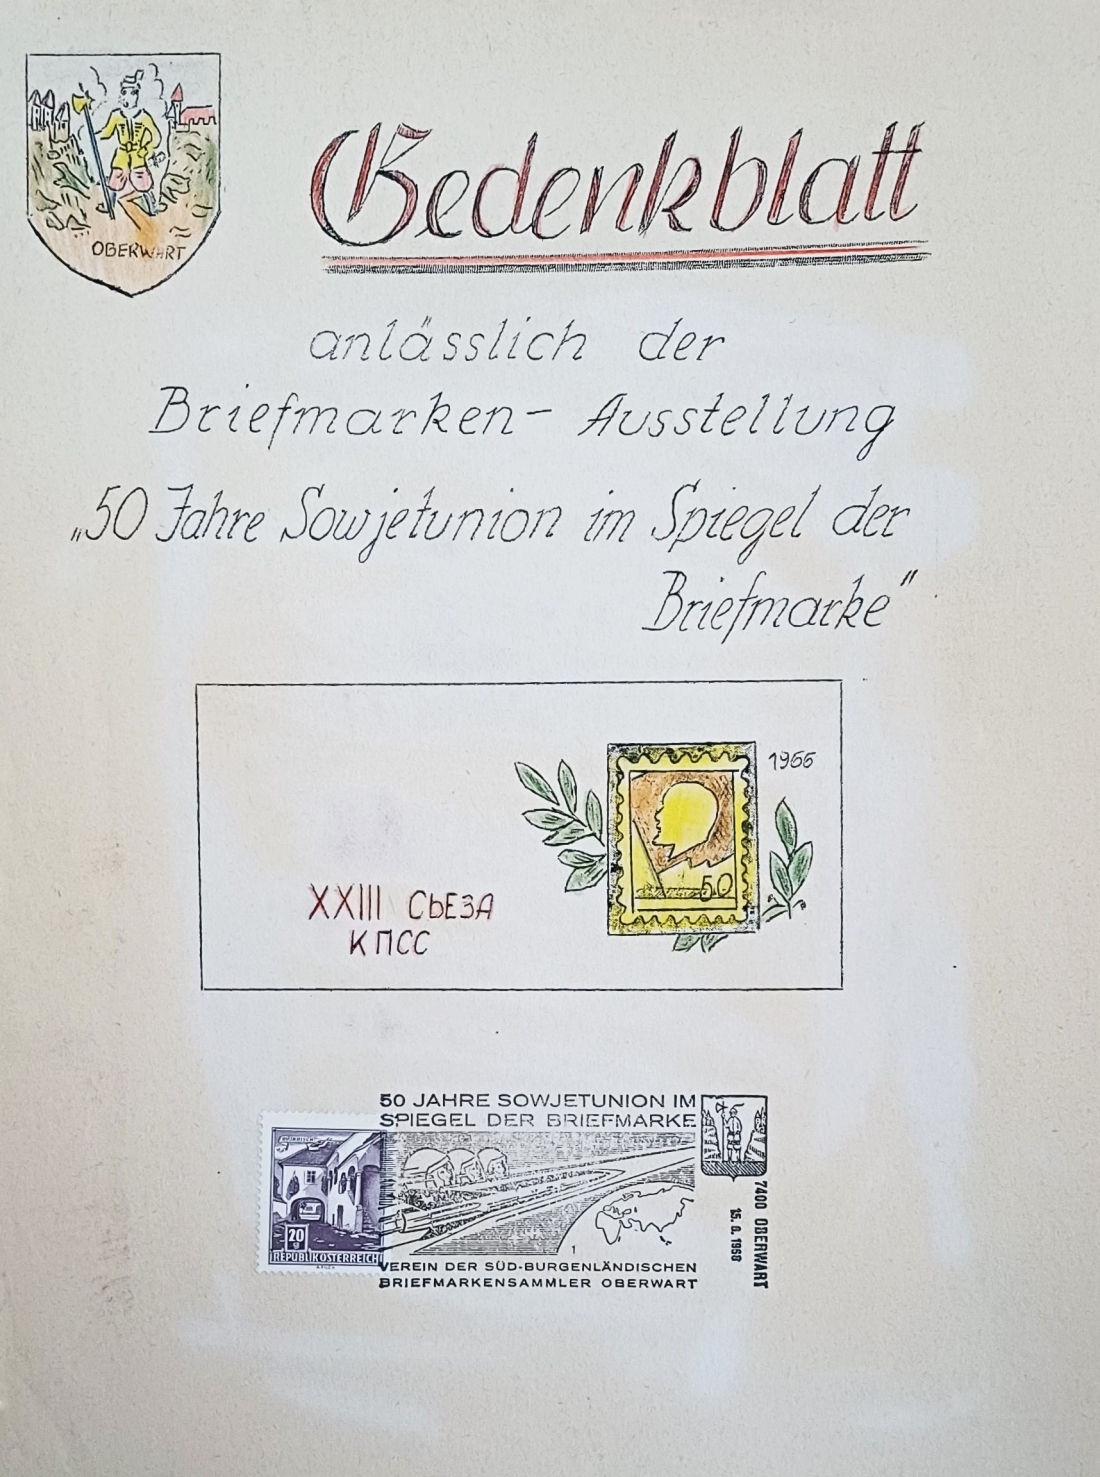 OBERWART
Gedenkblatt
anlässlich der
Briefmarken- Ausstellung
„50 Jahre Sowjetunion im Spiegel der
Briefmarke"
1966
50
XXIII СЬЕЗА
КПСС
50 JAHRE SOWJETUNION IM
SPIEGEL DER BRIEFMARKE
20
g
REPUBLIK ÖSTERREICH
1
VEREIN DER SÜD-BURGENLÄNDISCHEN
BRIEFMARKENSAMMLER OBERWART
7400 OBERWART